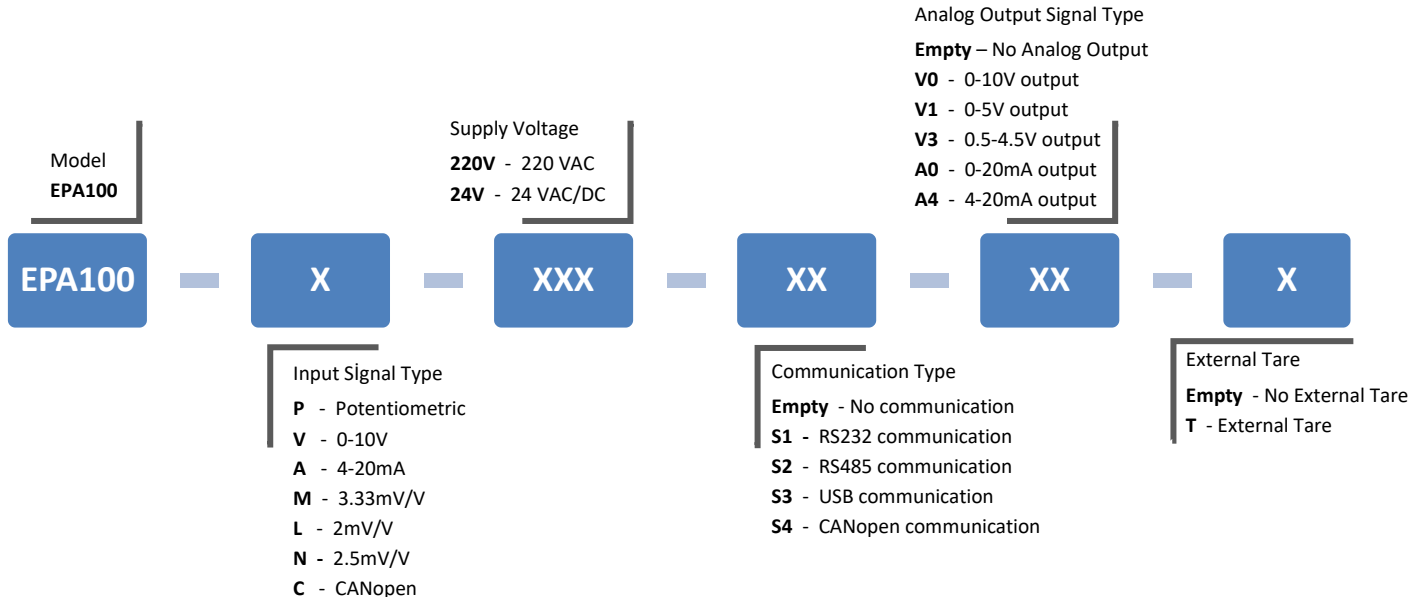 Analog Output Signal Type
Empty – No Analog Output
V0 - 0-10V output
V1 - 0-5V output
V3 - 0.5-4.5V output
A0 - 0-20mA output
A4 - 4-20mA output
Supply Voltage
220V - 220 VAC
24V - 24 VAC/DC
Model
EPA100
EPA100 X XXX XX XX X
Input Sİgnal Type
P - Potentiometric
V - 0-10V
A - 4-20mA
M - 3.33mV/V
L - 2mV/V
N - 2.5mV/V
C - CANopen
Communication Type
Empty - No communication
S1 - RS232 communication
S2 - RS485 communication
S3 - USB communication
S4 - CANopen communication
External Tare
Empty - No External Tare
T - External Tare